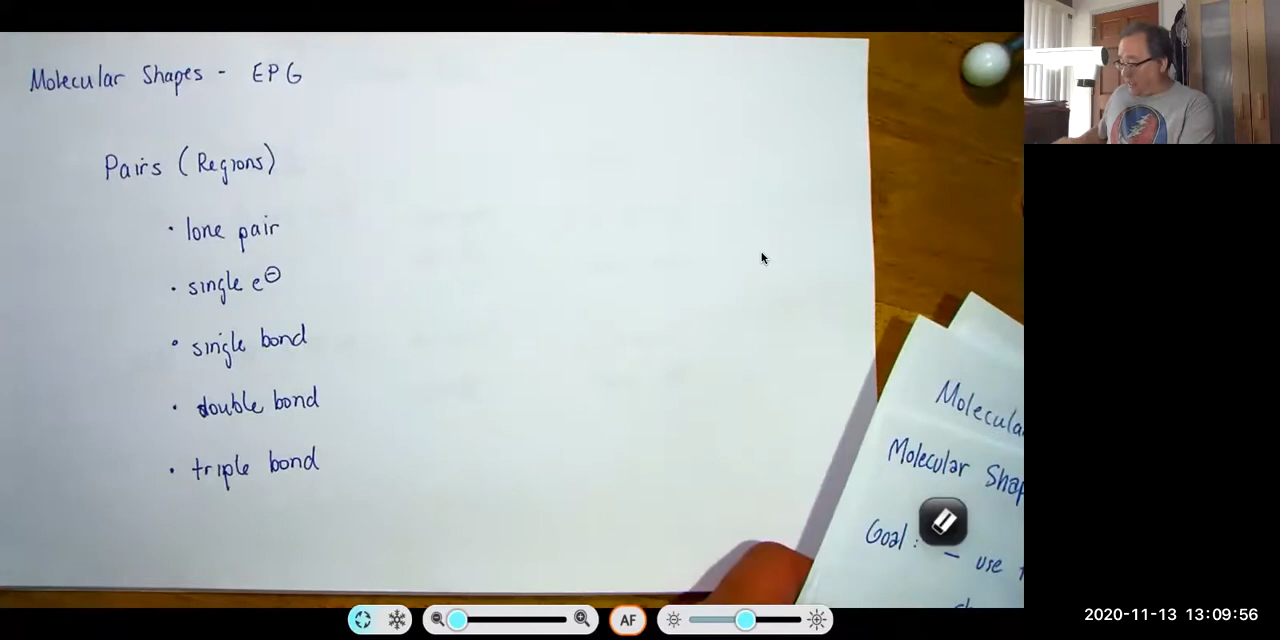 Molecular Shapes - EPG
Pairs (Regions)
• lone pair
• single e⊖
• single bond
• double bond
• triple bond
Molecula
Molecular Shap
Goal: - use
AF
2020-11-13 13:09:56